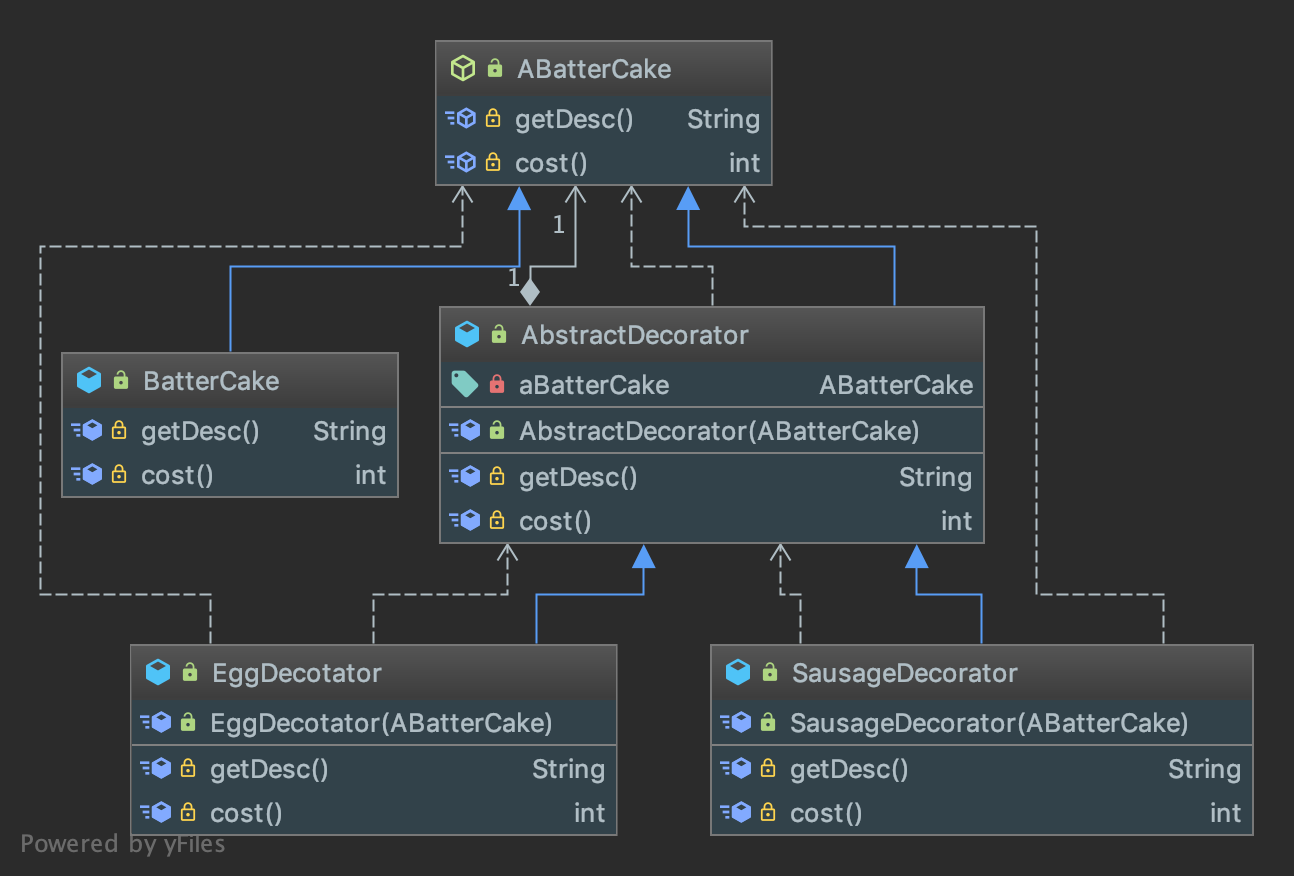 ABatterCake
getDesc() String
cost() int
1
1
AbstractDecorator
aBatterCake ABatterCake
AbstractDecorator(ABatterCake)
getDesc() String
cost() int
BatterCake
getDesc() String
cost() int
EggDecotator
EggDecotator(ABatterCake)
getDesc() String
cost() int
SausageDecorator
SausageDecorator(ABatterCake)
getDesc() String
cost() int
Powered by yFiles